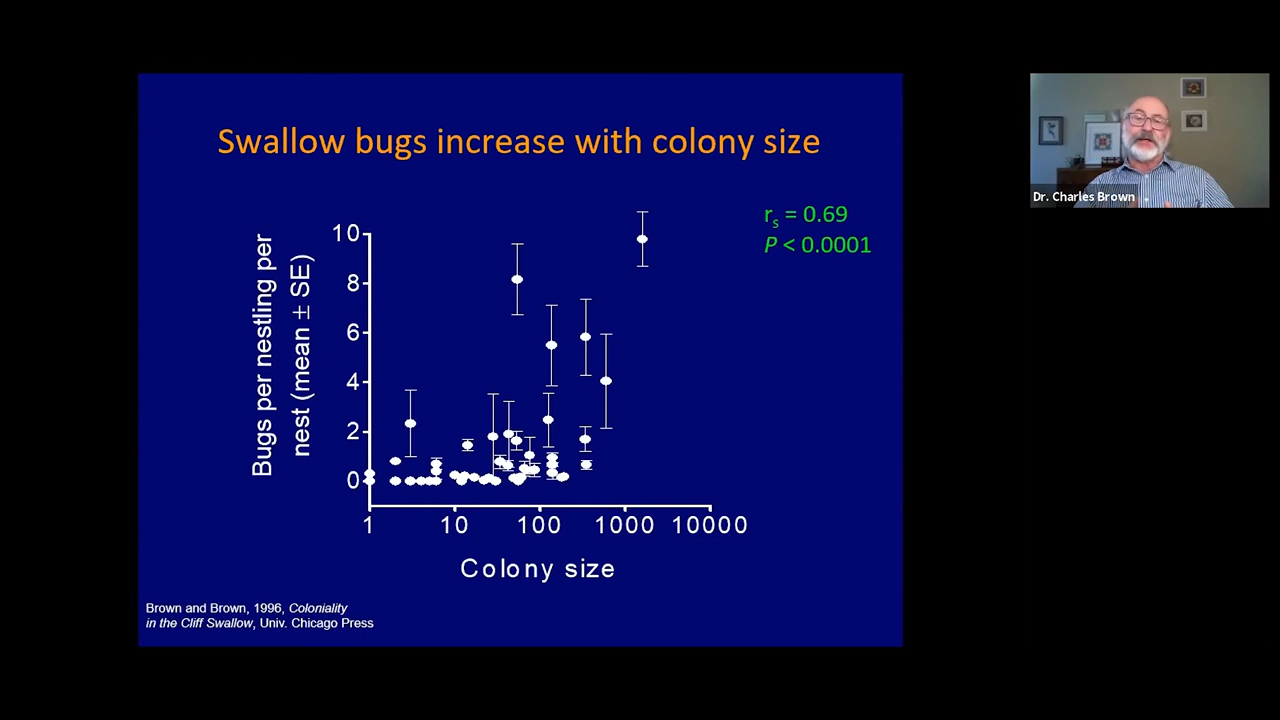 Swallow bugs increase with colony size
Dr. Charles Brown
rs = 0.69
P < 0.0001
Bugs per nestling per
nest (mean ± SE)
10
8
6
4
2
0
1 10 100 1000 10000
Colony size
Brown and Brown, 1996, Coloniality
in the Cliff Swallow, Univ. Chicago Press